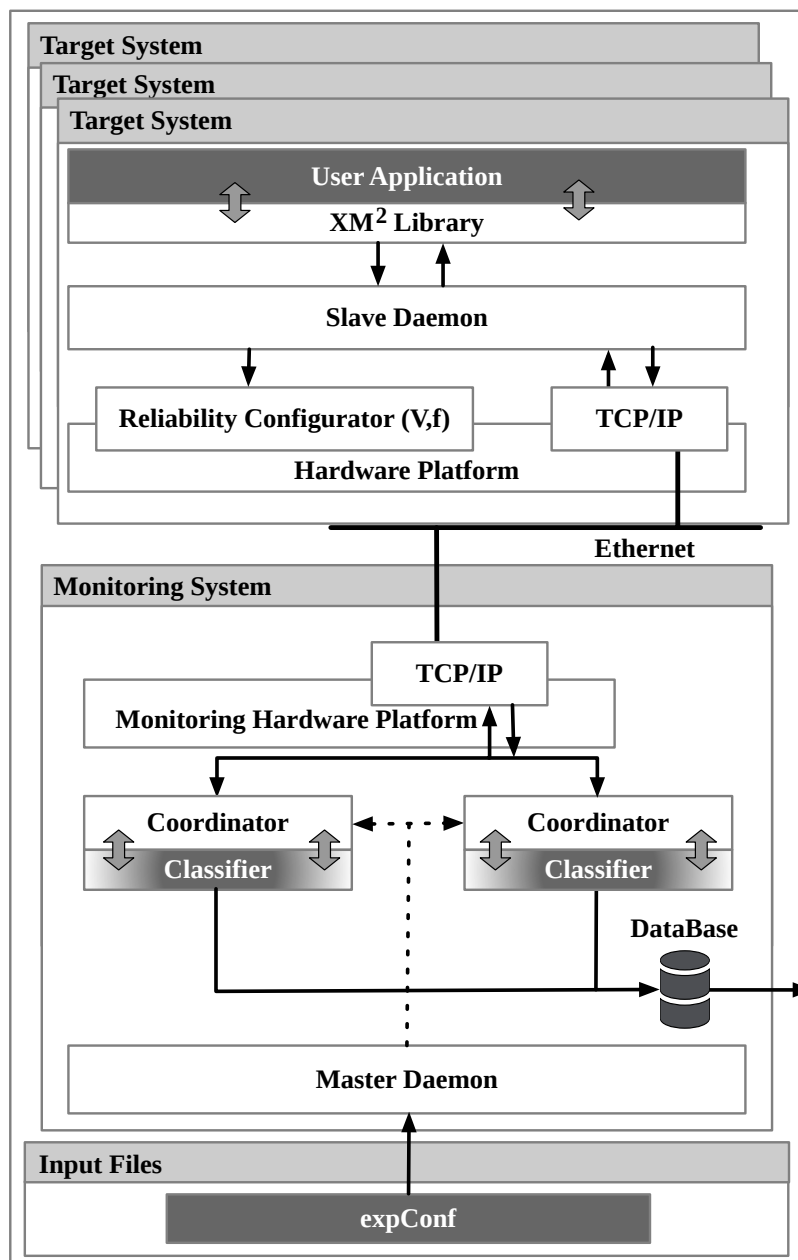 Target System
Target System
Target System
User Application
XM² Library
Slave Daemon
Reliability Configurator (V,f)
TCP/IP
Hardware Platform
Ethernet
Monitoring System
TCP/IP
Monitoring Hardware Platform
Coordinator
Coordinator
Classifier
Classifier
DataBase
Master Daemon
Input Files
expConf